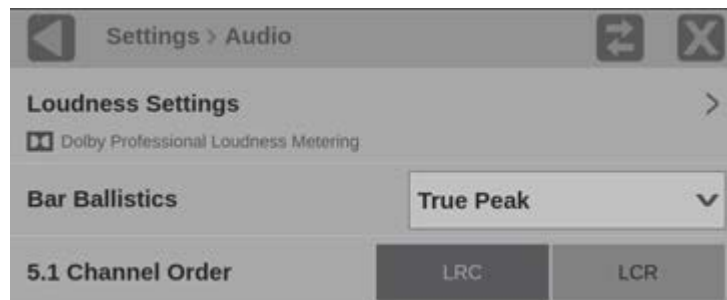 Settings > Audio
Loudness Settings
Dolby Professional Loudness Metering
Bar Ballistics True Peak
5.1 Channel Order LRC LCR